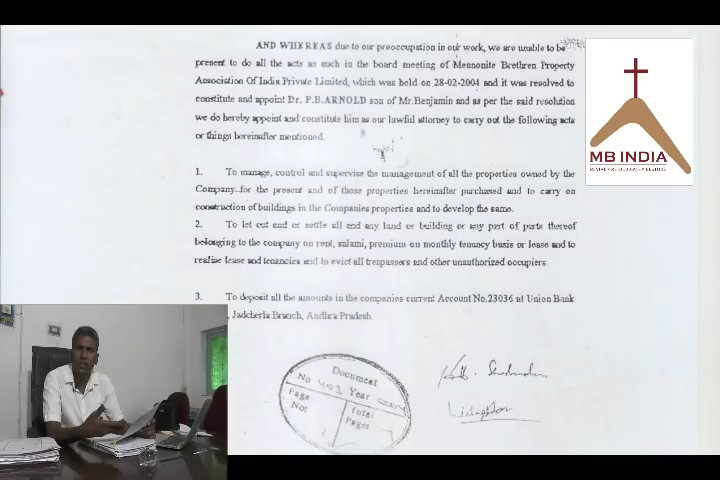 AND WHEREAS due to our preoccupation in our work, we are unable to be
present to do all the acts as such in the board meeting of Mennonite Brethren Property
Association Of India Private Limited, which was held on 28-02-2004 and it was resolved to
constitute and appoint Dr. P.B.ARNOLD son of Mr.Benjamin and as per the said resolution
we do hereby appoint and constitute him as our lawful attorney to carry out the following acts
or things hereinafter mentioned.
MB INDIA
1. To manage, control and supervise the management of all the properties owned by the
Company for the present and of those properties hereinafter purchased and to carry on
construction of buildings in the Companies properties and to develop the same.
2. To let out and or settle all and any land or building or any part of parts thereof
belonging to the company on rent, salami, premium on monthly tenancy basis or lease and to
realize lease and tenancies and to evict all trespassers and other unauthorized occupiers.
3. To deposit all the amounts in the companies current Account No.23036 at Union Bank
, Jadcherla Branch, Andhra Pradesh.
Document
No 401 Year 2004
Page
Not
Total
Pages